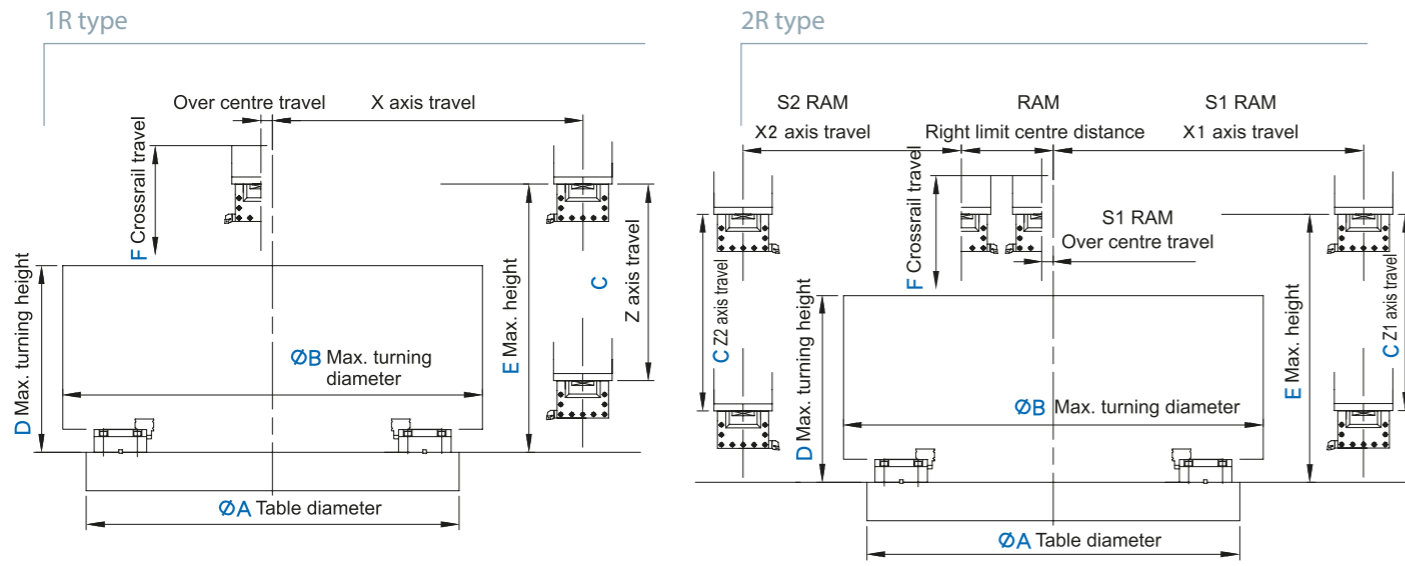 1R type
Over centre travel
X axis travel
F Crossrail travel
D Max. turning height
ØB Max. turning
diameter
E Max. height
C
Z axis travel
ØA Table diameter
2R type
S2 RAM
X2 axis travel
RAM
Right limit centre distance
S1 RAM
X1 axis travel
F Crossrail travel
S1 RAM
Over centre travel
C Z2 axis travel
D Max. turning height
ØB Max. turning diameter
E Max. height
C Z1 axis travel
ØA Table diameter